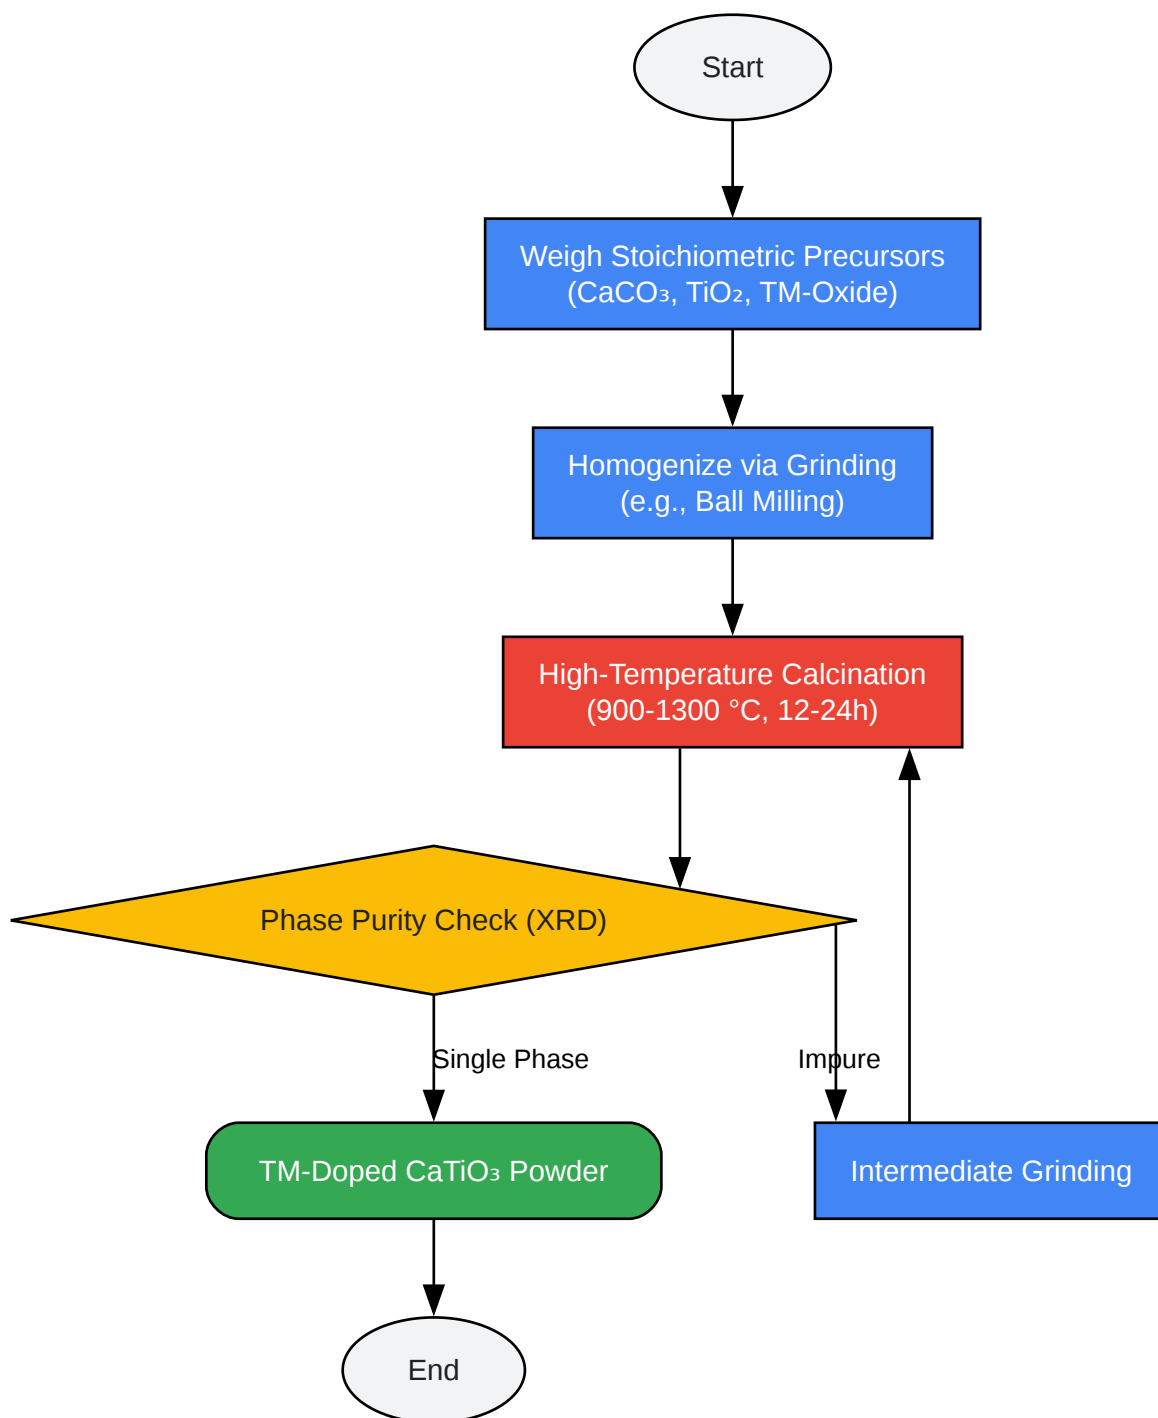 Start
Weigh Stoichiometric Precursors
(CaCO₃, TiO₂, TM-Oxide)
Homogenize via Grinding
(e.g., Ball Milling)
High-Temperature Calcination
(900-1300 °C, 12-24h)
Phase Purity Check (XRD)
Single Phase
Impure
TM-Doped CaTiO₃ Powder
Intermediate Grinding
End